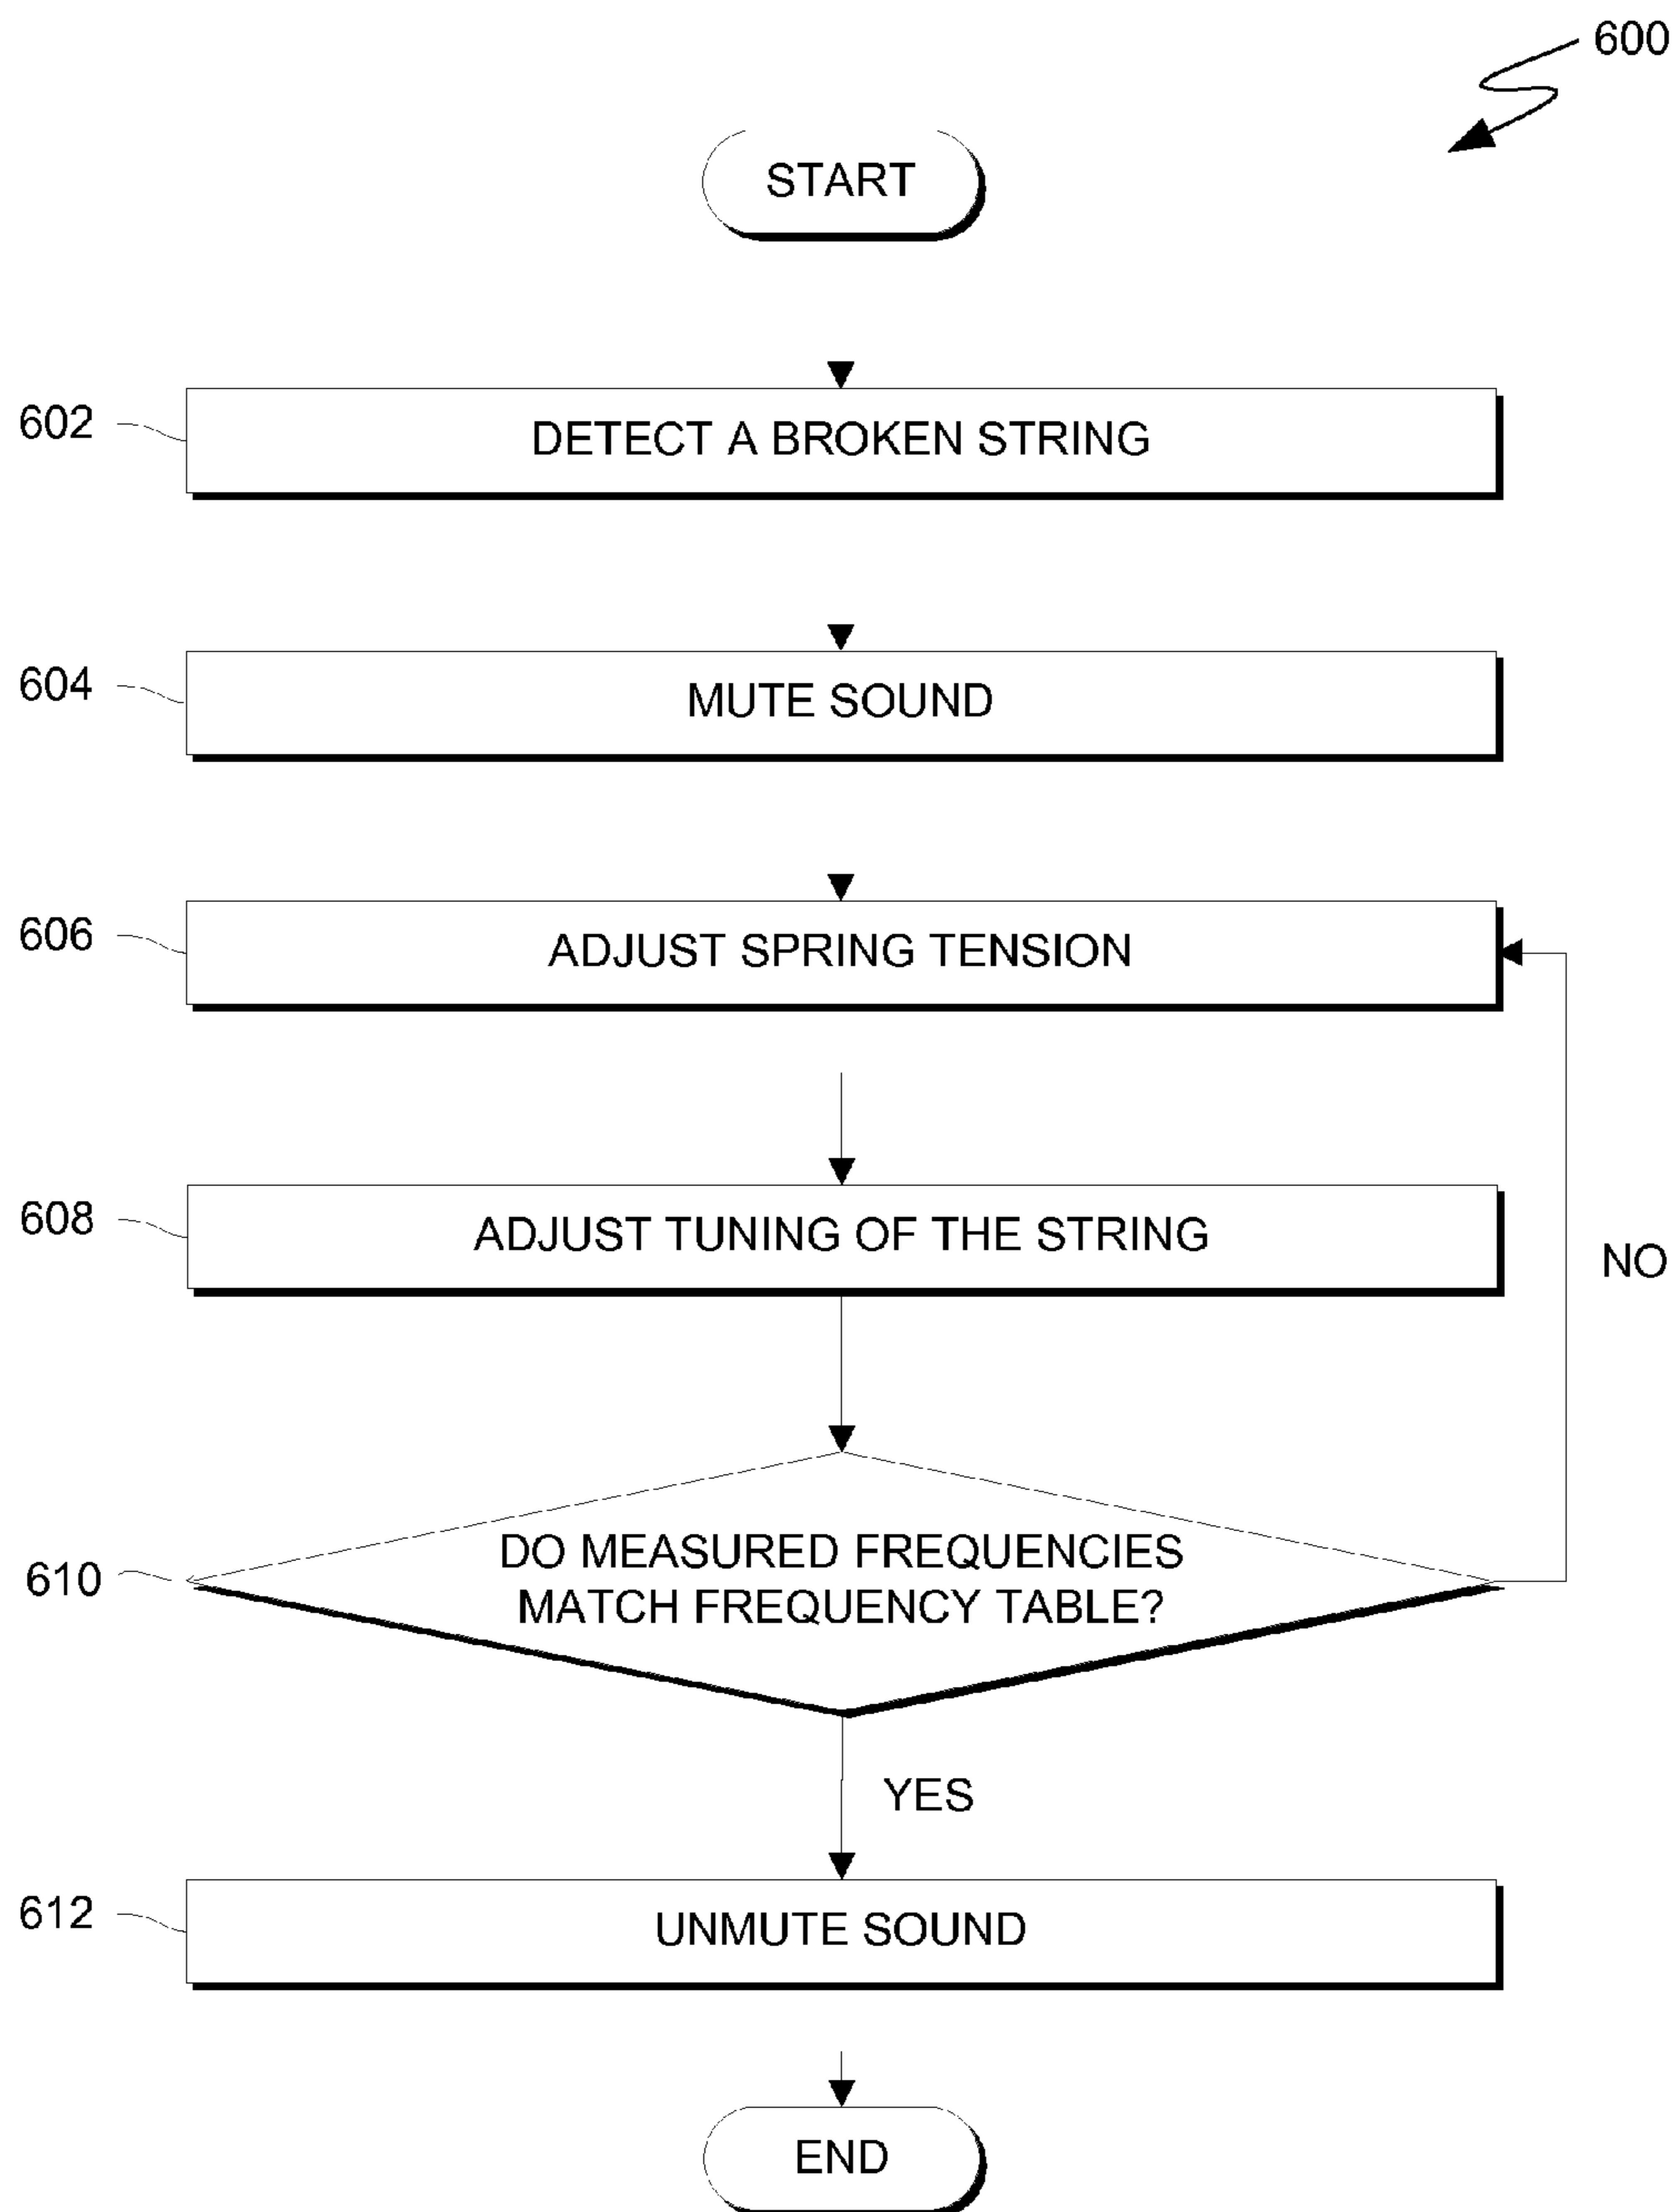 600
START
602
DETECT A BROKEN STRING
604
MUTE SOUND
606
ADJUST SPRING TENSION
608
ADJUST TUNING OF THE STRING
NO
610
DO MEASURED FREQUENCIES
MATCH FREQUENCY TABLE?
YES
612
UNMUTE SOUND
END